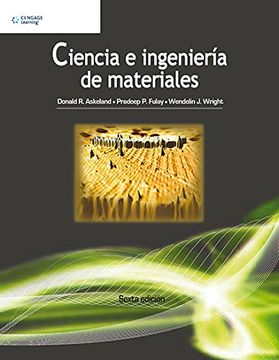 CENGAGE
Learning
Ciencia e ingeniería
de materiales
Donald R. Askeland • Pradeep P. Fulay • Wendelin J. Wright
Sexta edición